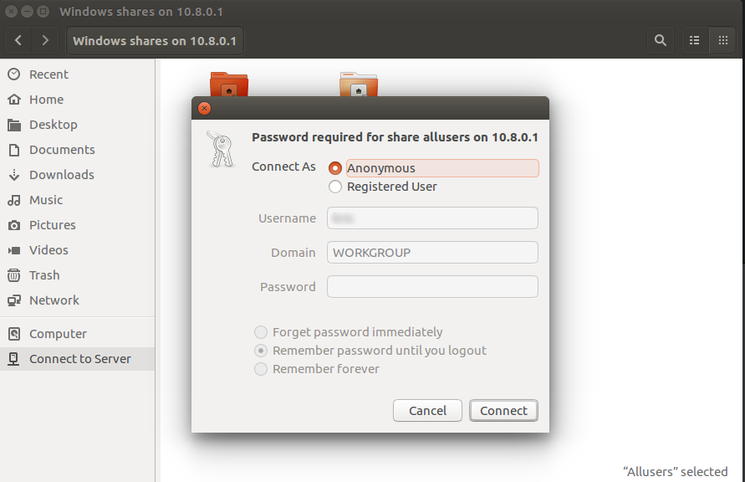 Windows shares on 10.8.0.1
Windows shares on 10.8.0.1
Recent
Home
Desktop
Documents
Downloads
Music
Pictures
Videos
Trash
Network
Computer
Connect to Server
Password required for share allusers on 10.8.0.1
Connect As Anonymous
Registered User
Username
Domain WORKGROUP
Password
Forget password immediately
Remember password until you logout
Remember forever
Cancel Connect
“Allusers” selected